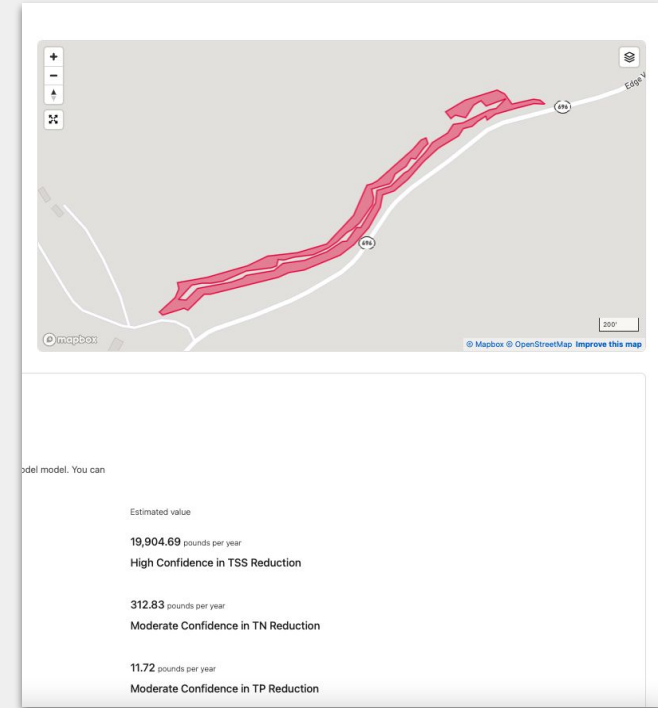 +
−
Edge V
696
696
200'
mapbox
© Mapbox © OpenStreetMap Improve this map
model. You can
Estimated value
19,904.69 pounds per year
High Confidence in TSS Reduction
312.83 pounds per year
Moderate Confidence in TN Reduction
11.72 pounds per year
Moderate Confidence in TP Reduction